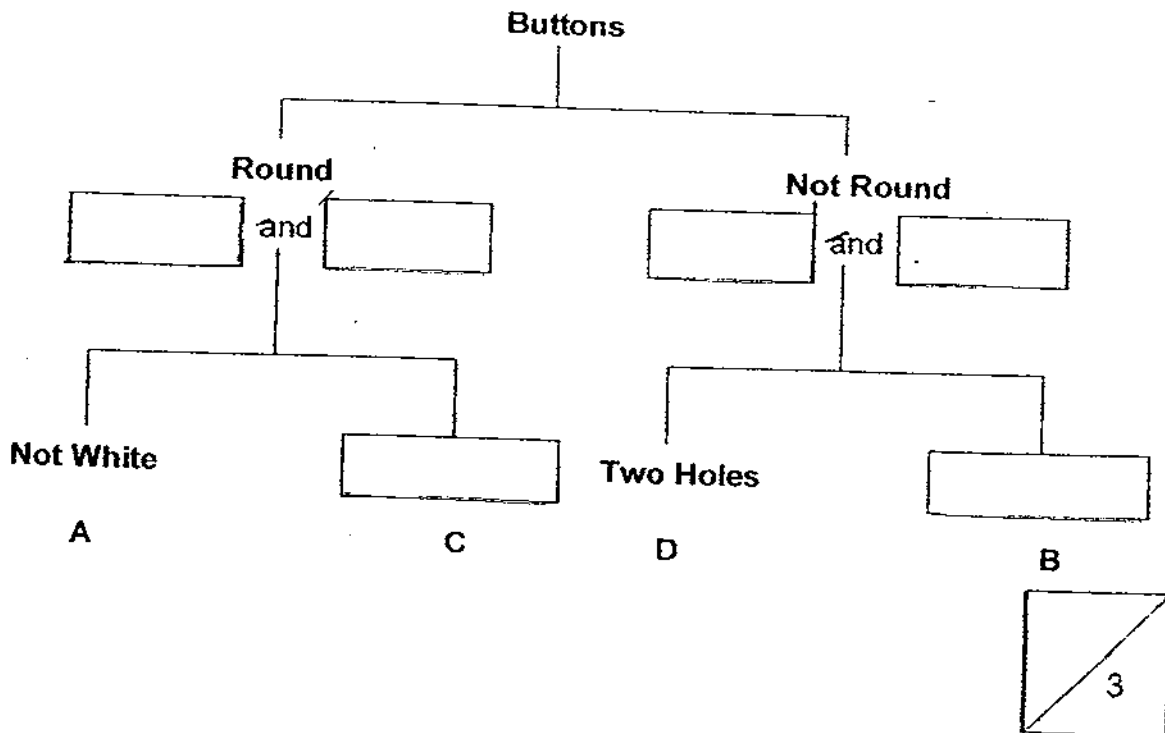 Buttons
Round
Not Round
and
and
Not White
Two Holes
A
C
D
B
3